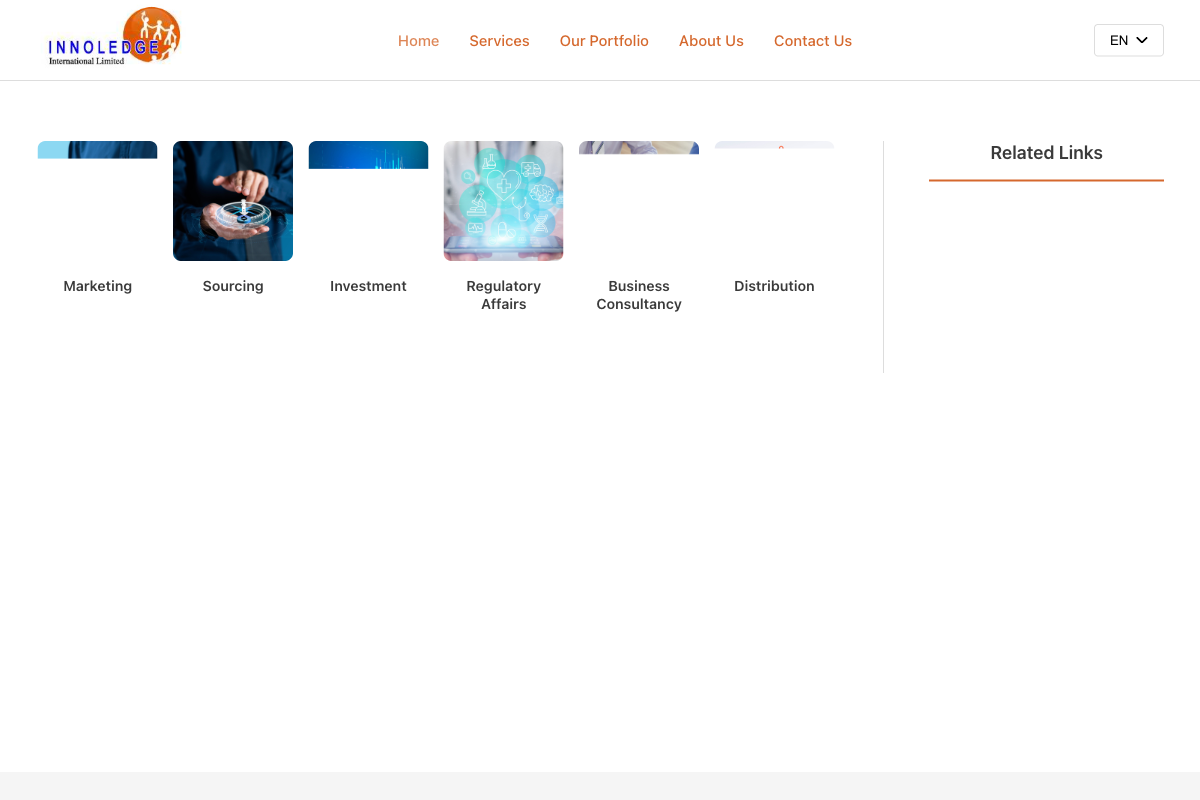 INNOLEDGE
International Limited
Home
Services
Our Portfolio
About Us
Contact Us
EN
Marketing
Sourcing
Investment
Regulatory
Affairs
Business
Consultancy
Distribution
Related Links